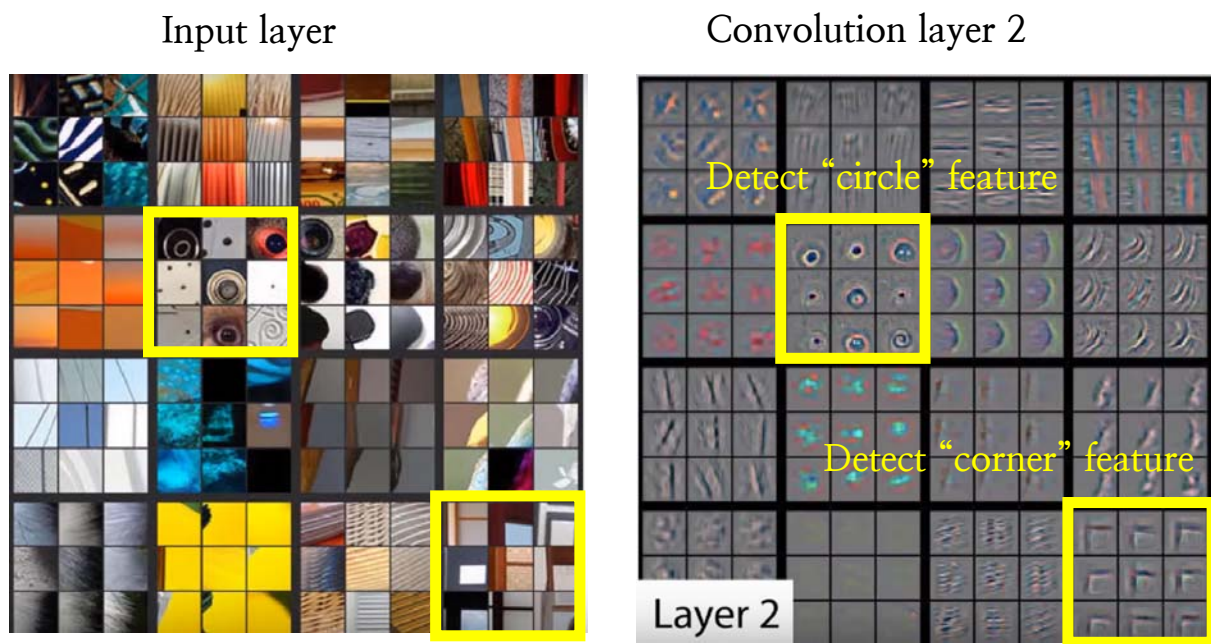 Input layer
Convolution layer 2
Detect “circle” feature
Detect “corner” feature
Layer 2